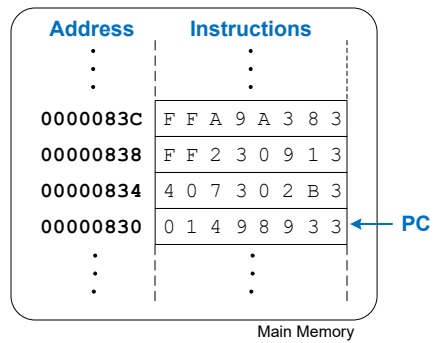 Address Instructions
0000083C F F A 9 A 3 8 3
00000838 F F 2 3 0 9 1 3
00000834 4 0 7 3 0 2 B 3
00000830 0 1 4 9 8 9 3 3 PC
Main Memory